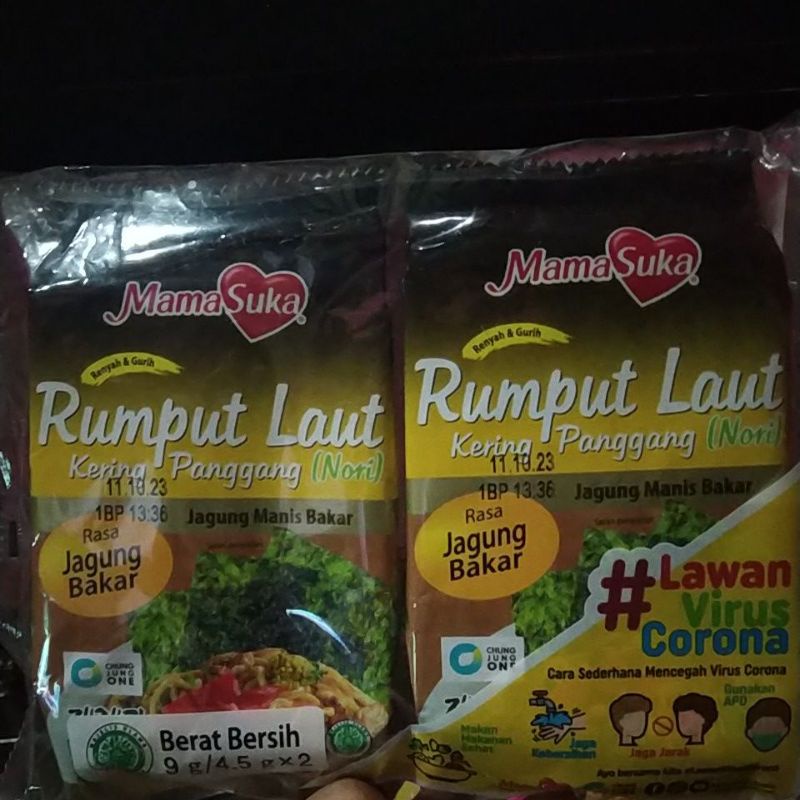 MamaSuka
Renyah & Gurih
Rumput Laut
Kering Panggang (Nori)
11.10.23
1BP 13:36
Jagung Manis Bakar
Rasa
Jagung
Bakar
CHUNG
JUNG
ONE
Berat Bersih
9 g/4.5 g x 2
MamaSuka
Renyah & Gurih
Rumput Laut
Kering Panggang (Nori)
11.10.23
1BP 13.36
Jagung Manis Bakar
Rasa
Jagung
Bakar
CHUNG
JUNG
ONE
#Lawan
Virus
Corona
Cara Sederhana Mencegah Virus Corona
Makan
Makanan
Sehat
Jaga
Kebersihan
Jaga Jarak
Gunakan
APD
Ayo bersama kita